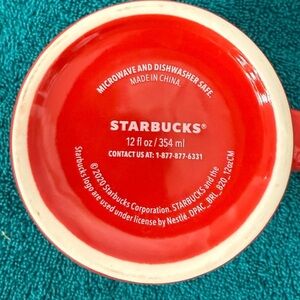 MICROWAVE AND DISHWASHER SAFE.
MADE IN CHINA
STARBUCKS®
12 fl oz / 354 ml
CONTACT US AT: 1-877-877-6331
© 2020 Starbucks Corporation. STARBUCKS and the
Starbucks logo are used under license by Nestlé. DPAC_BRL_820_12ozCM